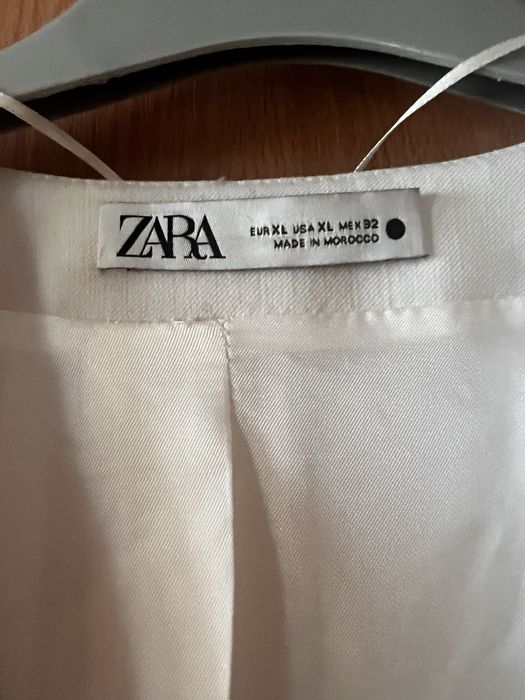 ZARA
EUR XL USA XL MEX 32
MADE IN MOROCCO